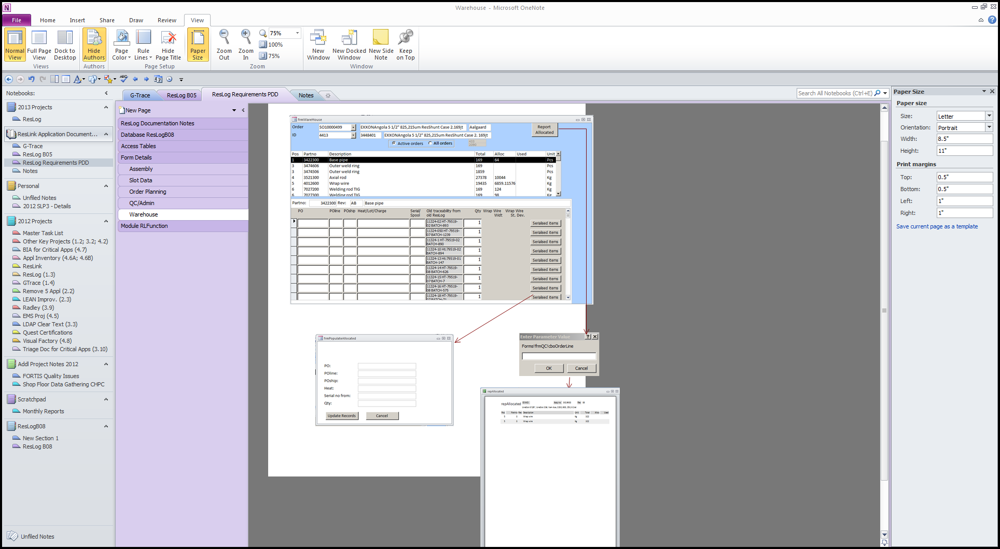 Warehouse - Microsoft OneNote
File Home Insert Share Draw Review View
Normal View
Full Page View
Dock to Desktop
Hide Authors
Page Color
Rule Lines
Hide Page Title
Paper Size
Zoom Out
Zoom In
75%
100%
75%
New Window
New Docked Window
New Side Note
Keep on Top
Views Authors Page Setup Zoom Window
Notebooks:
2013 Projects
ResLog
ResLink Application Document...
G-Trace
ResLog B05
ResLog Requirements PDD
Notes
Personal
Unfiled Notes
2012 SLP3 - Details
2012 Projects
Master Task List
Other Key Projects (1.2; 3.2; 4.2)
BIA for Critical Apps (4.7)
Appl Inventory (4.6A; 4.6B)
ResLink
ResLog (1.3)
GTrace (1.4)
Remove 5 Appl (2.2)
LEAN Improv. (2.3)
Radley (3.9)
EMS Proj (4.5)
LDAP Clear Text (3.3)
Quest Certifications
Visual Factory (4.8)
Triage Doc for Critical Apps (3.10)
Addl Project Notes 2012
FORTIS Quality Issues
Shop Floor Data Gathering CHPC
Scratchpad
Monthly Reports
ResLogB08
New Section 1
ResLog B08
Unfiled Notes
G-Trace ResLog B05 ResLog Requirements PDD Notes
Search All Notebooks (Ctrl+E)
New Page
ResLog Documentation Notes
Database ResLogB08
Access Tables
Form Details
Assembly
Slot Data
Order Planning
QC/Admin
Warehouse
Module RLFunction
frmWareHouse
Order SO10000499 EXXONAngola 5 1/2" 825,215um ResShunt Case 2.169jt Aalgaard
Report Allocated
ID 4413 3448401 EXXONAngola 5 1/2" 825,215um ResShunt Case 2. 169jt
Active orders All orders
433
2090
Pos Partno Description Total Alloc Used Unit
1 3422300 Base pipe 169 64 Pcs
3 3474606 Outer weld ring 169 Pcs
3 3474506 Outer weld ring 1859 Pcs
4 3521300 Axial rod 27378 10044 Kg
5 4012600 Wrap wire 19435 6859.11576 Kg
6 7027200 Welding rod TIG 169 124 Kg
6 7027300 Welding rod TIG 169 98 Kg
Partno: 3422300 Rev: AB Base pipe
PO POline POship Heat/Lot/Charge Serial/ Spool Old traceability from old ResLog Qty Wrap Wire Widt Wrap Wire St. Dev.
11324-02 HT-79519-02 BATCH-893 1 Serialised items
11324-050 HT-79519-07 BATCH-1239 1 Serialised items
11324-1 HT-79519-02 BATCH-890 1 Serialised items
11324-10 Ht:79519-02 BATCH-894 1 Serialised items
11324-13 Ht:79519-01 BATCH-147 1 Serialised items
11324-14 HT-79519-08 BATCH-626 1 Serialised items
11324-15 HT-79519-07 BATCH-7 1 Serialised items
11324-16 HT-79519-08 BATCH-575 1 Serialised items
11324-18 HT-79519-07 BATCH-71 1 Serialised items
frmPopulateAllocated
PO:
POline:
POship:
Heat:
Serial no from:
Qty:
Update Records Cancel
Enter Parameter Value
Forms!frmQC!cboOrderLine
OK Cancel
repAllocated
repAllocated
Pos Partno Rev Description Unit Total Alloc Used
5 0 Wrap wire Kg 322
5 0 Wrap wire Kg 322
Paper Size
Paper size
Size: Letter
Orientation: Portrait
Width: 8.5"
Height: 11"
Print margins
Top: 0.5"
Bottom: 0.5"
Left: 1"
Right: 1"
Save current page as a template